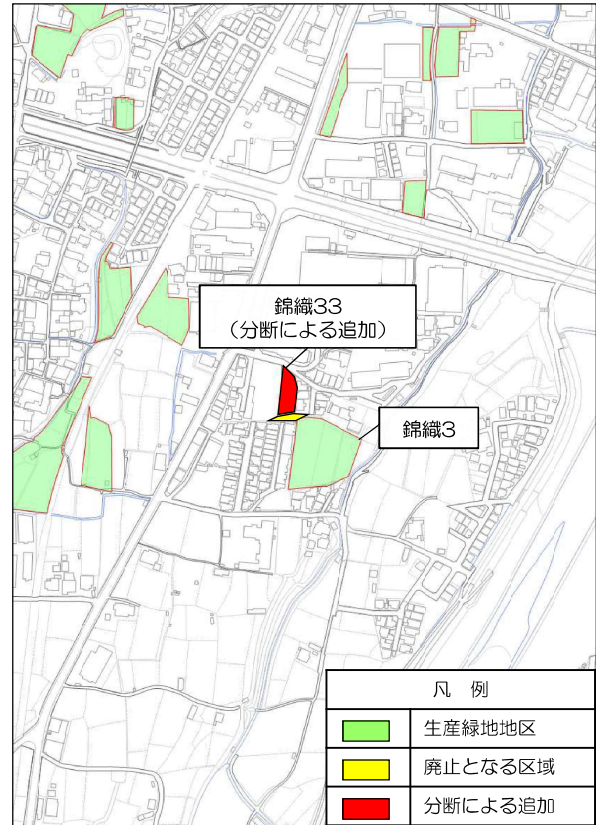 錦織33
（分断による追加）
錦織3
凡　例
生産緑地地区
廃止となる区域
分断による追加